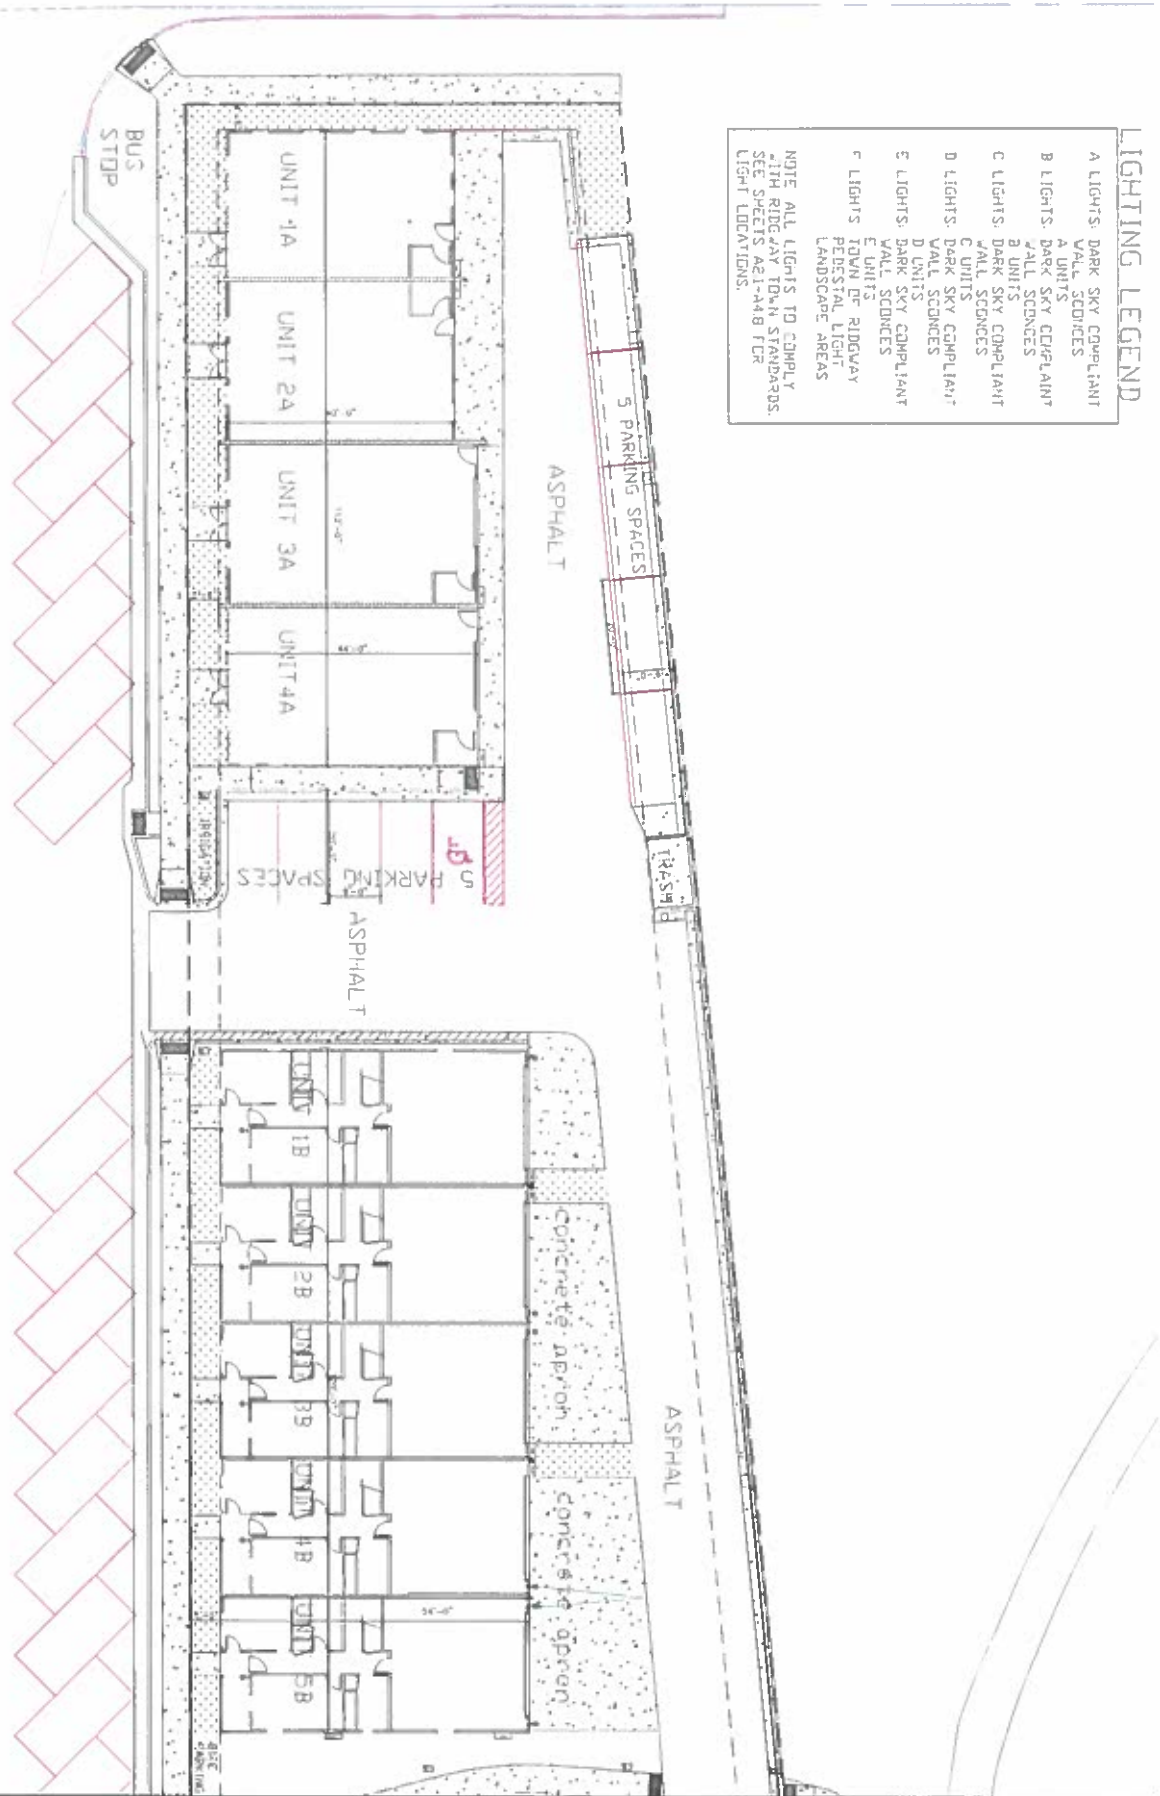 LIGHTING LEGEND
A LIGHTS: DARK SKY COMPLIANT
WALL SCONCES
A UNITS
B LIGHTS: DARK SKY COMPLAINT
WALL SCONCES
B UNITS
C LIGHTS: DARK SKY COMPLIANT
WALL SCONCES
C UNITS
D LIGHTS: DARK SKY COMPLIANT
WALL SCONCES
D UNITS
E LIGHTS: DARK SKY COMPLIANT
WALL SCONCES
E UNITS
F LIGHTS TOWN OF RIDGWAY
PEDESTAL LIGHT
LANDSCAPE AREAS
NOTE ALL LIGHTS TO COMPLY
WITH RIDGWAY TOWN STANDARDS.
SEE SHEETS A2.1-A4.8 FOR
LIGHT LOCATIONS.
BUS
STOP
UNIT 1A
UNIT 2A
UNIT 3A
UNIT 4A
44'-0"
ASPHALT
5 PARKING SPACES
TRASH
IRRIGATION
5 PARKING SPACES
ASPHALT
UNIT 1B
UNIT 2B
UNIT 3B
UNIT 4B
UNIT 5B
concrete apron
concrete apron
ASPHALT
BIKE
PARKING